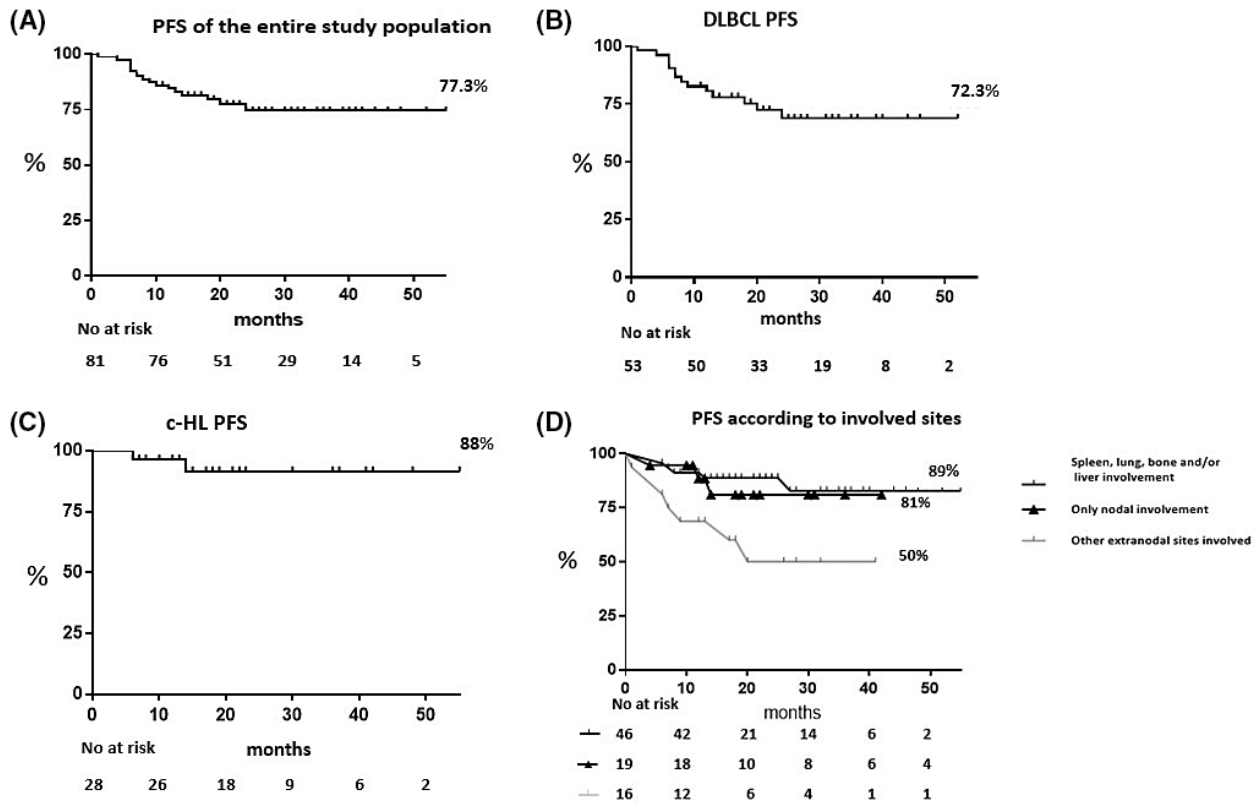 (A)
PFS of the entire study population
100
75
50
25
0
%
77.3%
0 10 20 30 40 50
months
No at risk
81 76 51 29 14 5
(B)
DLBCL PFS
100
75
50
25
0
%
72.3%
0 10 20 30 40 50
months
No at risk
53 50 33 19 8 2
(C)
c-HL PFS
100
75
50
25
0
%
88%
0 10 20 30 40 50
No at risk
months
28 26 18 9 6 2
(D)
PFS according to involved sites
100
75
50
25
0
%
89%
81%
50%
0 10 20 30 40 50
No at risk
months
46 42 21 14 6 2
19 18 10 8 6 4
16 12 6 4 1 1
Spleen, lung, bone and/or
liver involvement
Only nodal involvement
Other extranodal sites involved